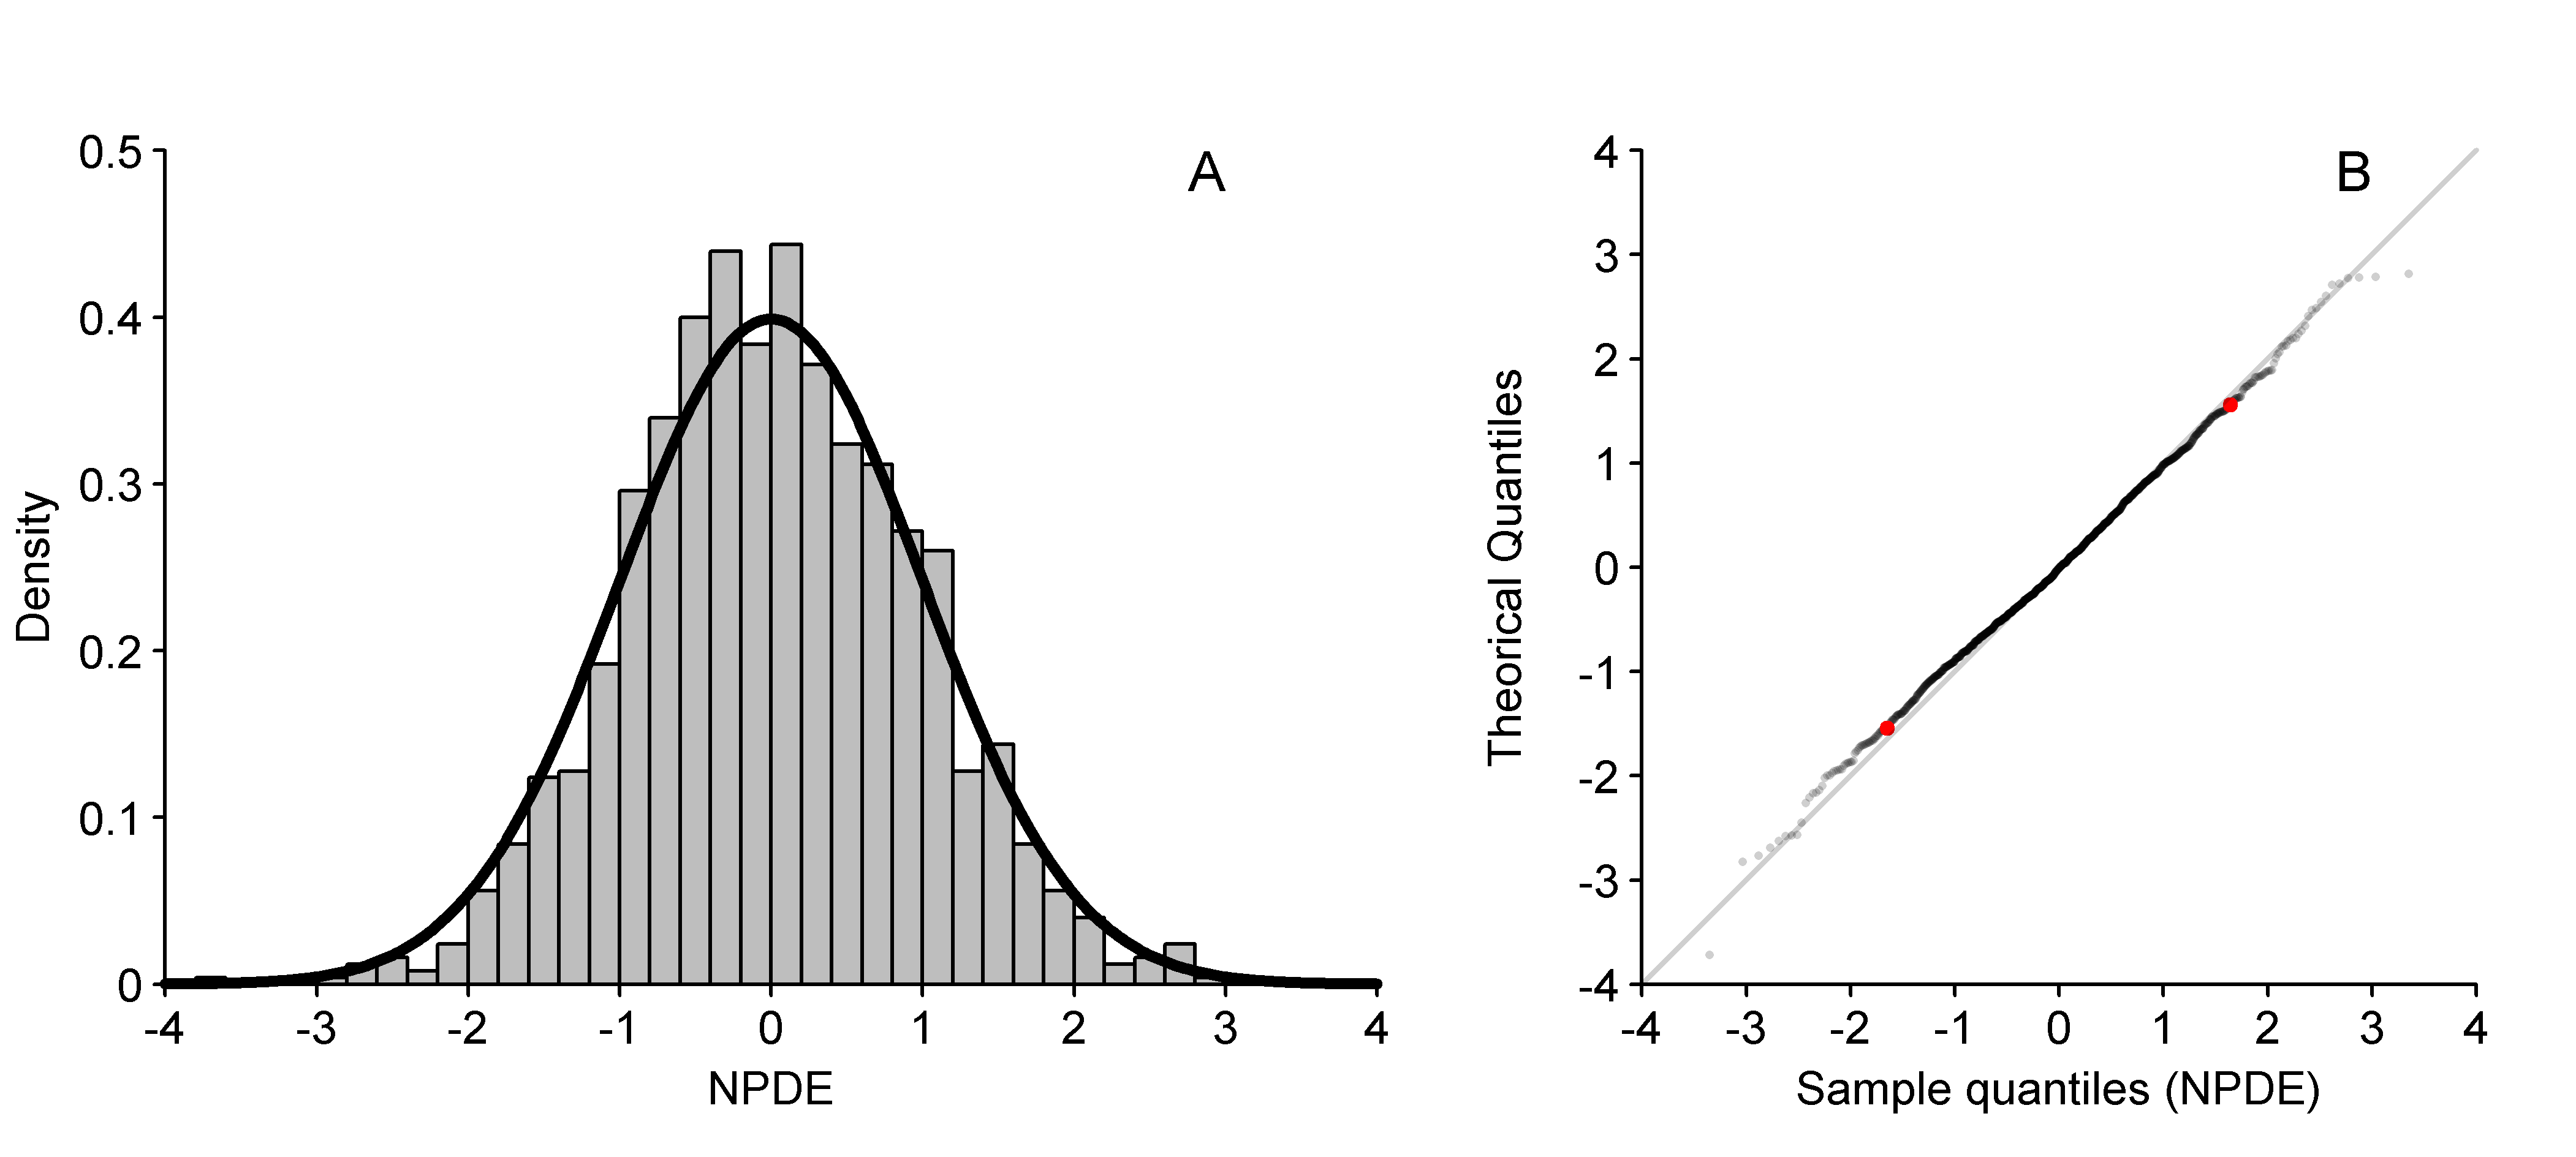 A
0.5
0.4
0.3
0.2
0.1
0
Density
-4 -3 -2 -1 0 1 2 3 4
NPDE
B
4
3
2
1
0
-1
-2
-3
-4
Theorical Quantiles
-4 -3 -2 -1 0 1 2 3 4
Sample quantiles (NPDE)